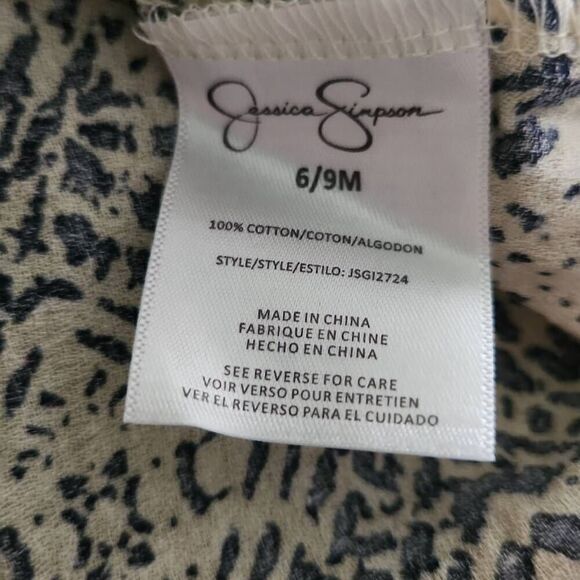 Jessica Simpson
6/9M
100% COTTON/COTON/ALGODON
STYLE/STYLE/ESTILO: JSGI2724
MADE IN CHINA
FABRIQUE EN CHINE
HECHO EN CHINA
SEE REVERSE FOR CARE
VOIR VERSO POUR ENTRETIEN
VER EL REVERSO PARA EL CUIDADO